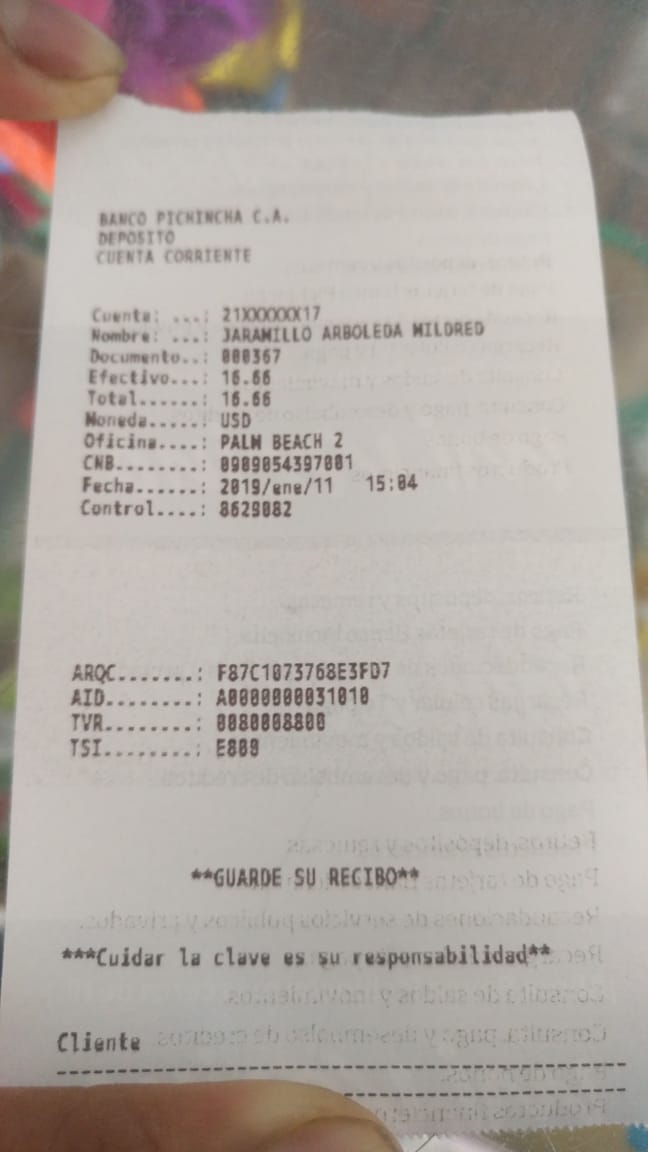 BANCO PICHINCHA C.A.
DEPOSITO
CUENTA CORRIENTE
Cuenta: ...: 21XXXXXX17
Nombre: ...: JARAMILLO ARBOLEDA MILDRED
Documento..: 000367
Efectivo...: 16.66
Total......: 16.66
Moneda.....: USD
Oficina....: PALM BEACH 2
CNB........: 0909054397001
Fecha......: 2019/ene/11 15:04
Control....: 8629082
ARQC.......: F87C1073768E3FD7
AID........: A0000000031010
TVR........: 0080008800
TSI........: E800
**GUARDE SU RECIBO**
***Cuidar la clave es su responsabilidad**
Cliente